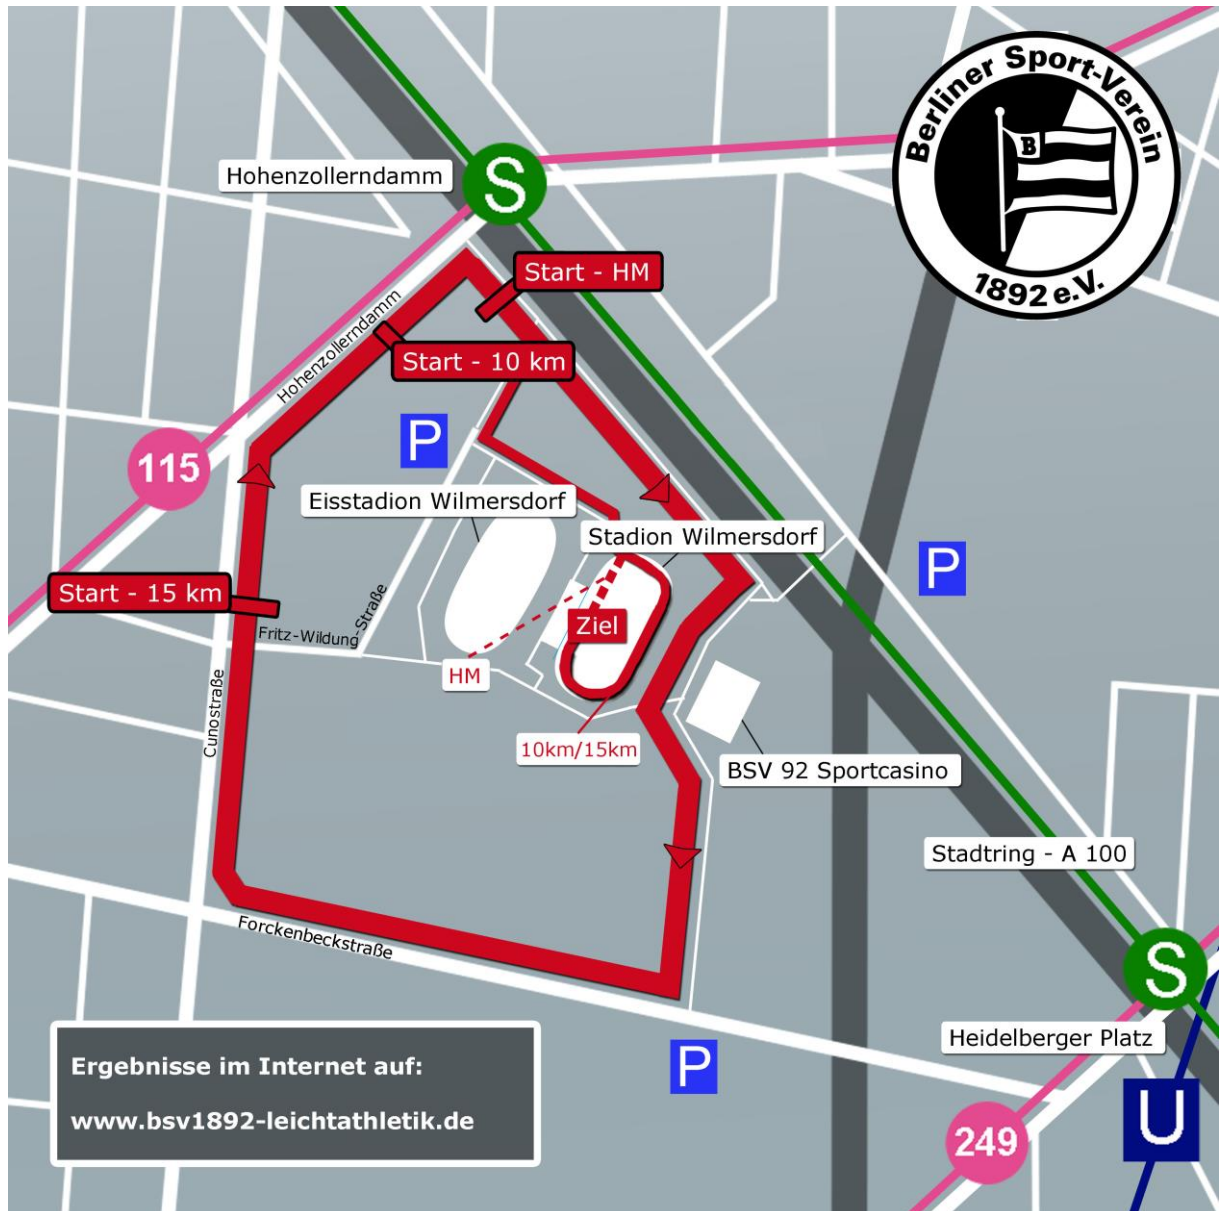 Berliner Sport-Verein
B
1892 e.V.
Hohenzollerndamm
S
Start - HM
Start - 10 km
Hohenzollerndamm
115
P
Eisstadion Wilmersdorf
Stadion Wilmersdorf
P
Start - 15 km
Fritz-Wildung-Straße
Ziel
HM
Cunostraße
10km/15km
BSV 92 Sportcasino
Stadtring - A 100
Forckenbeckstraße
S
Heidelberger Platz
P
U
249
Ergebnisse im Internet auf:
www.bsv1892-leichtathletik.de